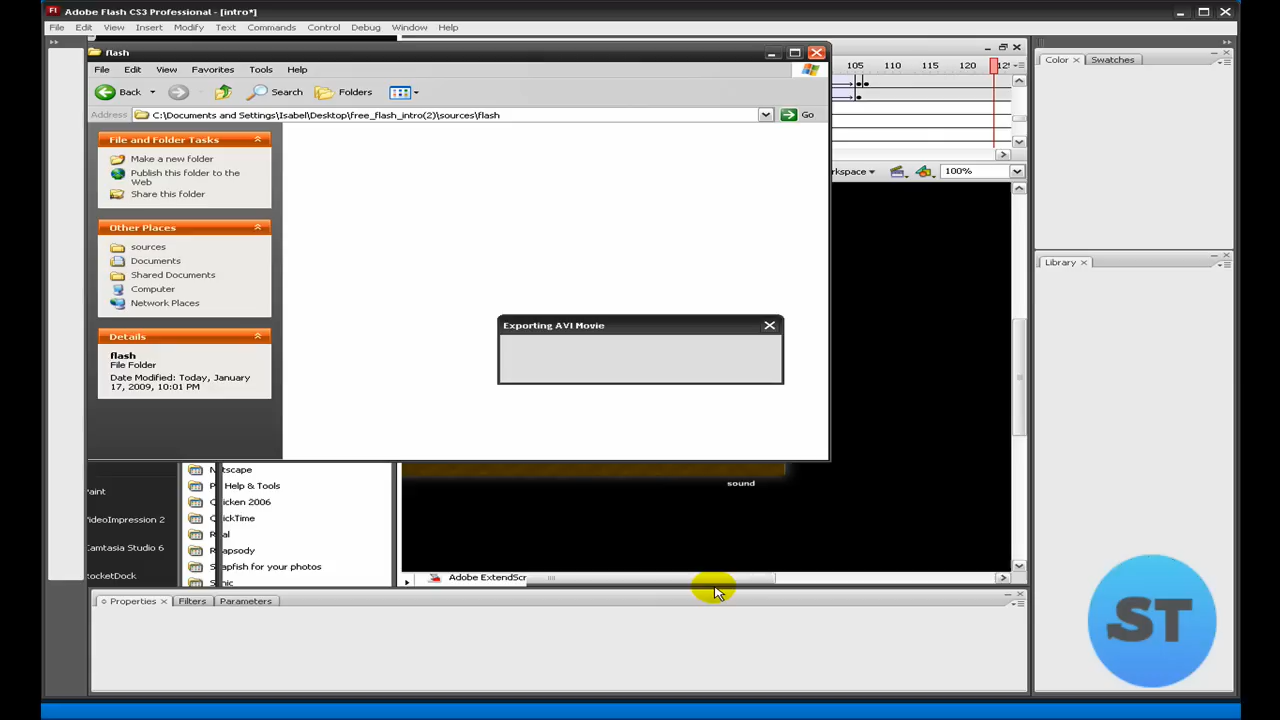 Fl Adobe Flash CS3 Professional - [intro*]
File Edit View Insert Modify Text Commands Control Debug Window Help
flash
File Edit View Favorites Tools Help
Back Search Folders
Address C:\Documents and Settings\Isabel\Desktop\free_flash_intro(2)\sources\flash Go
File and Folder Tasks
Make a new folder
Publish this folder to the
Web
Share this folder
Other Places
sources
Documents
Shared Documents
Computer
Network Places
Details
flash
File Folder
Date Modified: Today, January
17, 2009, 10:01 PM
Exporting AVI Movie
105 110 115 120
rkspace 100%
Color Swatches
Library
Paint
VideoImpression 2
Camtasia Studio 6
RocketDock
Help & Tools
Quicken 2006
QuickTime
Rhapsody
Snapfish for your photos
sound
Adobe ExtendScr
Properties Filters Parameters
ST